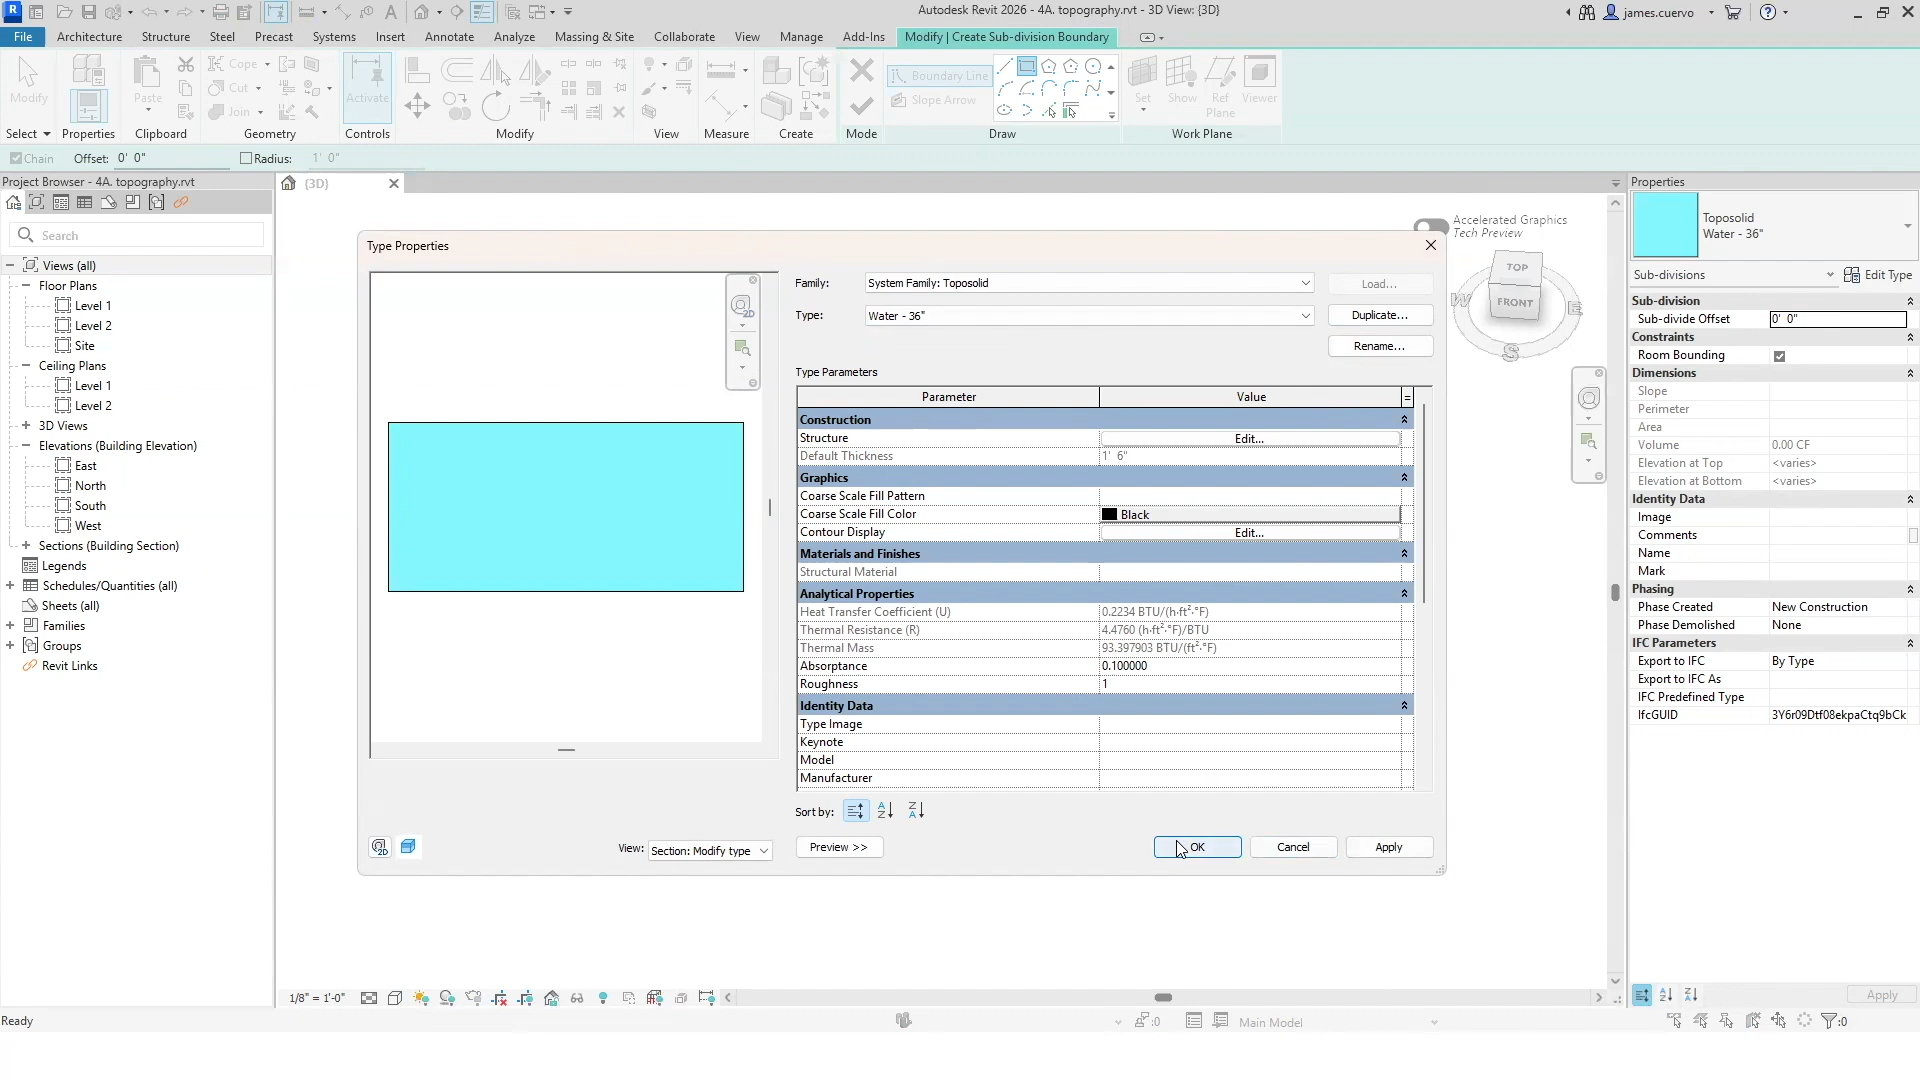 Autodesk Revit 2026 - 4A. topography.rvt - 3D View: {3D}
james.cuervo
File Architecture Structure Steel Precast Systems Insert Annotate Analyze Massing & Site Collaborate View Manage Add-Ins Modify | Create Sub-division Boundary
Modify Paste Cope Cut Join Activate Boundary Line Slope Arrow Set Show Ref Plane Viewer
Select Properties Clipboard Geometry Controls Modify View Measure Create Mode Draw Work Plane
Chain Offset: 0' 0" Radius: 1' 0"
Project Browser - 4A. topography.rvt
Search
Views (all)
Floor Plans
Level 1
Level 2
Site
Ceiling Plans
Level 1
Level 2
3D Views
Elevations (Building Elevation)
East
North
South
West
Sections (Building Section)
Legends
Schedules/Quantities (all)
Sheets (all)
Families
Groups
Revit Links
{3D}
Accelerated Graphics
Tech Preview
TOP
FRONT
W
E
S
Type Properties
2D
Family: System Family: Toposolid Load...
Type: Water - 36" Duplicate...
Rename...
Type Parameters
Parameter Value =
Construction
Structure Edit...
Default Thickness 1' 6"
Graphics
Coarse Scale Fill Pattern
Coarse Scale Fill Color Black
Contour Display Edit...
Materials and Finishes
Structural Material
Analytical Properties
Heat Transfer Coefficient (U) 0.2234 BTU/(h·ft²·°F)
Thermal Resistance (R) 4.4760 (h·ft²·°F)/BTU
Thermal Mass 93.397903 BTU/(ft²·°F)
Absorptance 0.100000
Roughness 1
Identity Data
Type Image
Keynote
Model
Manufacturer
Sort by:
View: Section: Modify type Preview >> OK Cancel Apply
Properties
Toposolid
Water - 36"
Sub-divisions Edit Type
Sub-division
Sub-divide Offset 0' 0"
Constraints
Room Bounding
Dimensions
Slope
Perimeter
Area
Volume 0.00 CF
Elevation at Top <varies>
Elevation at Bottom <varies>
Identity Data
Image
Comments
Name
Mark
Phasing
Phase Created New Construction
Phase Demolished None
IFC Parameters
Export to IFC By Type
Export to IFC As
IFC Predefined Type
IfcGUID 3Y6r09Dtf08ekpaCtq9bCk
Apply
1/8" = 1'-0"
Ready :0 Main Model :0